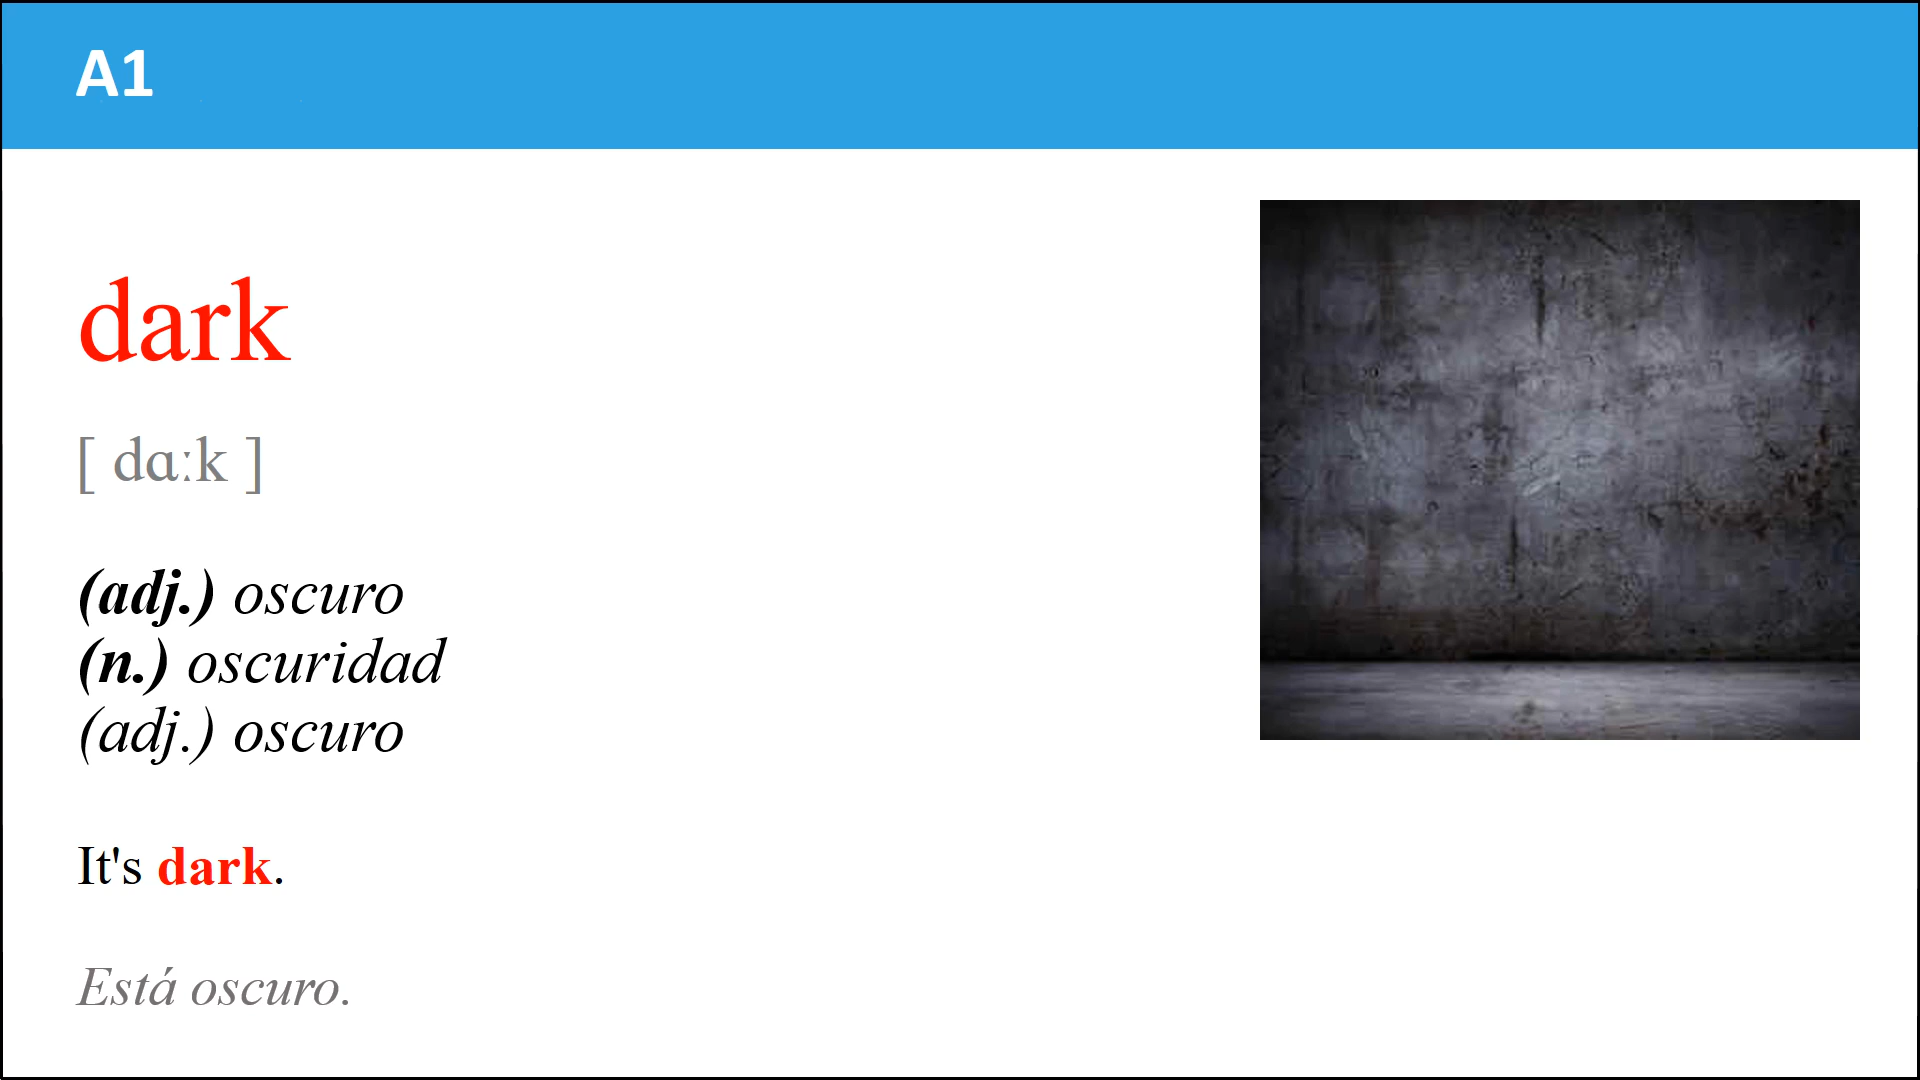 A1
dark
[ dɑːk ]
(adj.) oscuro
(n.) oscuridad
(adj.) oscuro
It's dark.
Está oscuro.